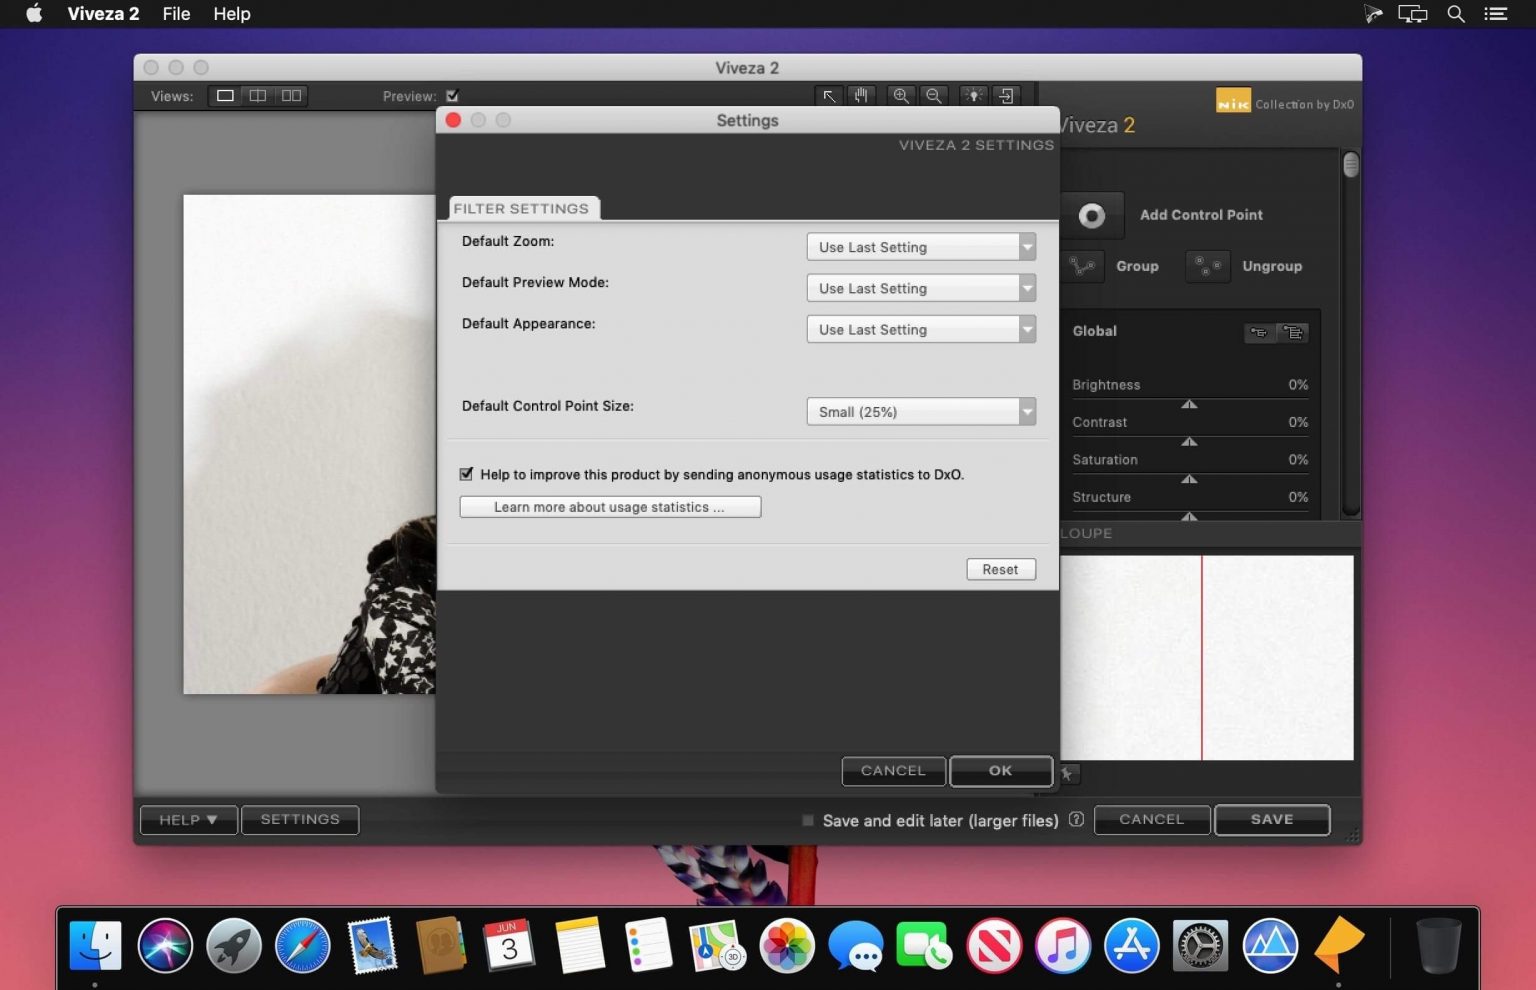 Viveza 2 File Help
Viveza 2
Views:
Preview:
Nik Collection by DxO
Viveza 2
Settings
VIVEZA 2 SETTINGS
FILTER SETTINGS
Default Zoom: Use Last Setting
Default Preview Mode: Use Last Setting
Default Appearance: Use Last Setting
Default Control Point Size: Small (25%)
Help to improve this product by sending anonymous usage statistics to DxO.
Learn more about usage statistics ...
Reset
CANCEL OK
Add Control Point
Group Ungroup
Global
Brightness 0%
Contrast 0%
Saturation 0%
Structure 0%
LOUPE
HELP ▼ SETTINGS
Save and edit later (larger files) ? CANCEL SAVE
JUN
3
3D